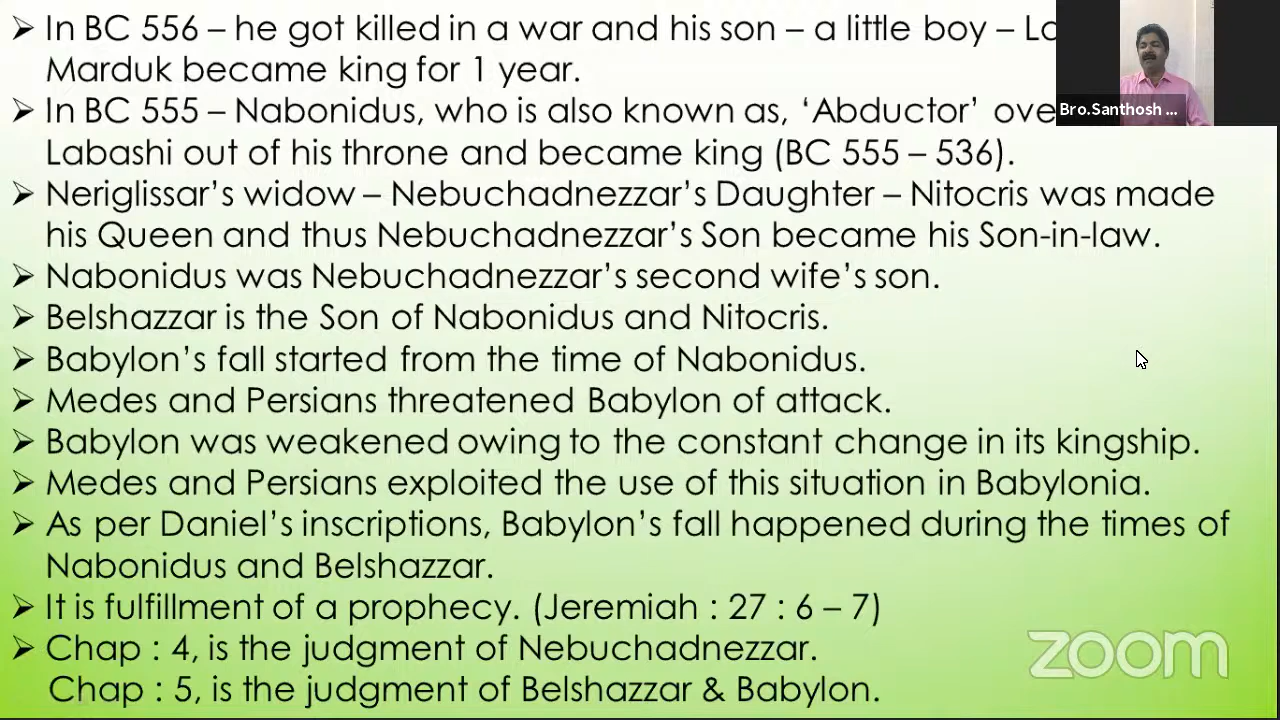 ➢ In BC 556 – he got killed in a war and his son – a little boy –
Marduk became king for 1 year.
➢ In BC 555 – Nabonidus, who is also known as, ‘Abductor’
Labashi out of his throne and became king (BC 555 – 536).
➢ Neriglissar’s widow – Nebuchadnezzar’s Daughter – Nitocris was made
his Queen and thus Nebuchadnezzar’s Son became his Son-in-law.
➢ Nabonidus was Nebuchadnezzar’s second wife’s son.
➢ Belshazzar is the Son of Nabonidus and Nitocris.
➢ Babylon’s fall started from the time of Nabonidus.
➢ Medes and Persians threatened Babylon of attack.
➢ Babylon was weakened owing to the constant change in its kingship.
➢ Medes and Persians exploited the use of this situation in Babylonia.
➢ As per Daniel’s inscriptions, Babylon’s fall happened during the times of
Nabonidus and Belshazzar.
➢ It is fulfillment of a prophecy. (Jeremiah : 27 : 6 – 7)
➢ Chap : 4, is the judgment of Nebuchadnezzar.
Chap : 5, is the judgment of Belshazzar & Babylon.
Bro.Santhosh ...
zoom